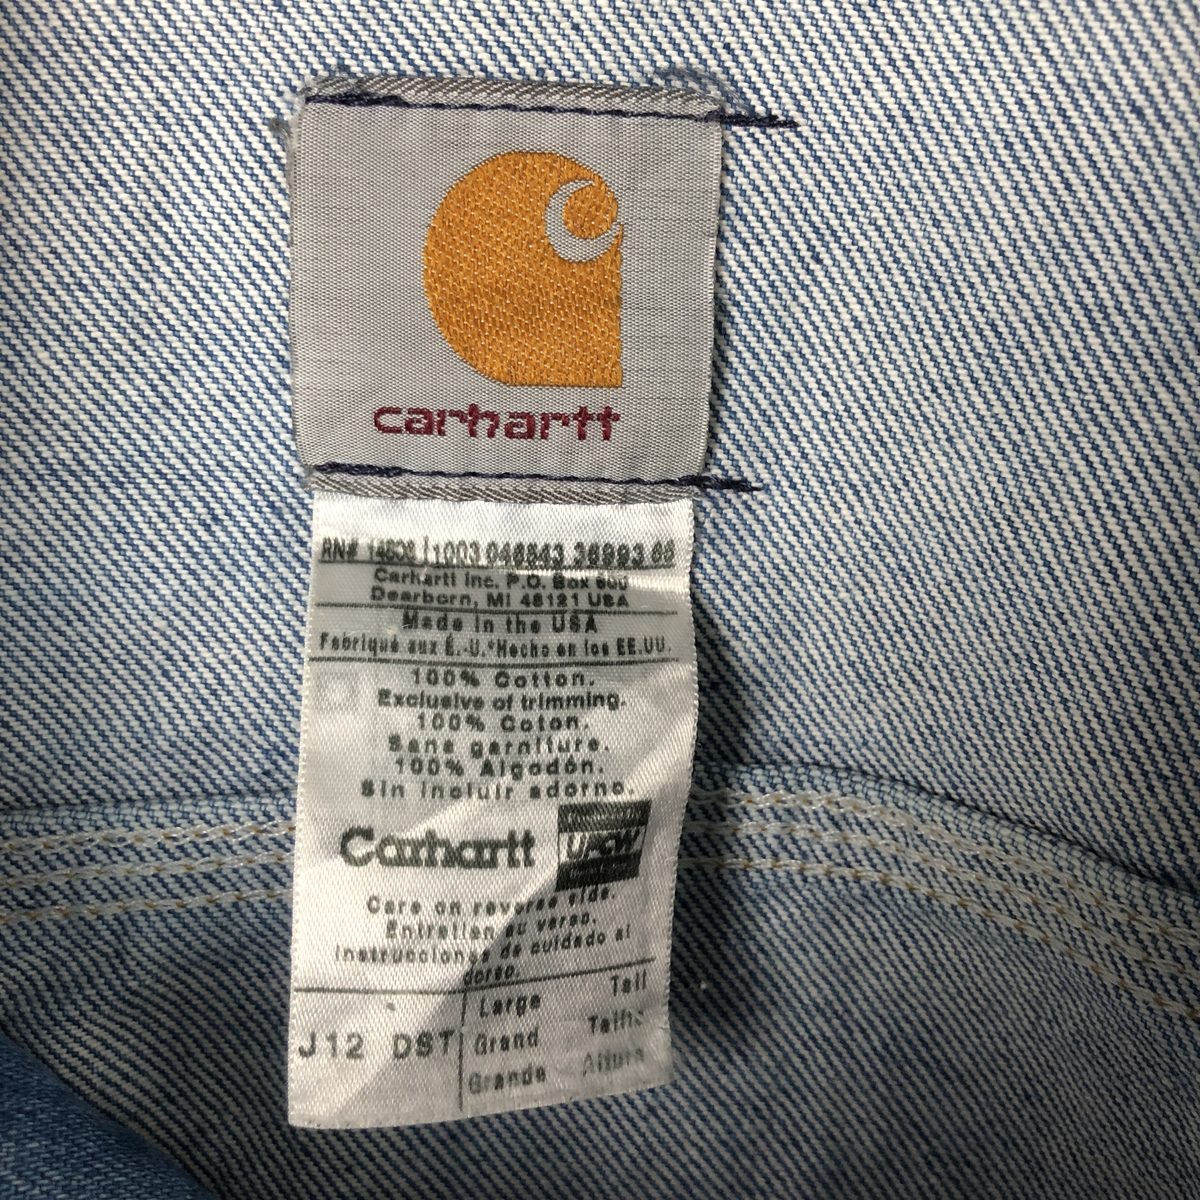 carhartt
RN# 14806 1003 046843 36993 68
Carhartt Inc. P.O. Box 600
Dearborn, MI 48121 USA
Made in the USA
Fabriqué aux É.-U.*Hecho en los EE.UU.
100% Cotton.
Exclusive of trimming.
100% Coton.
Sans garniture.
100% Algodón.
Sin incluir adorno.
Carhartt
Care on reverse side.
Entretien au verso.
Instrucciones de cuidado al
dorso.
J12 DST
Large Tall
Grand
Grande Altura